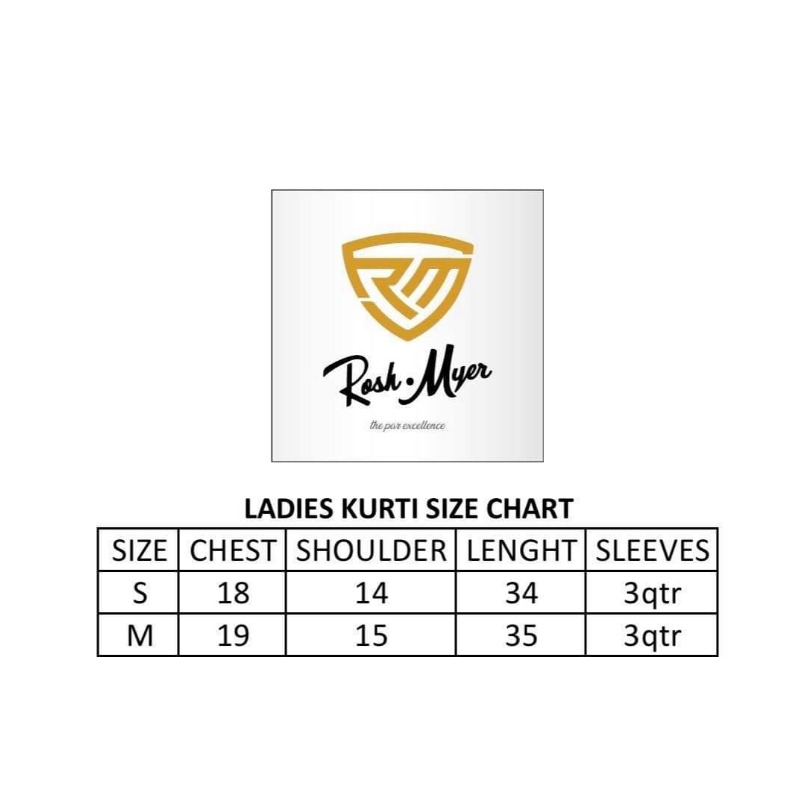 RM
Rosh • Myer
the par excellence
LADIES KURTI SIZE CHART
SIZE CHEST SHOULDER LENGHT SLEEVES
S 18 14 34 3qtr
M 19 15 35 3qtr